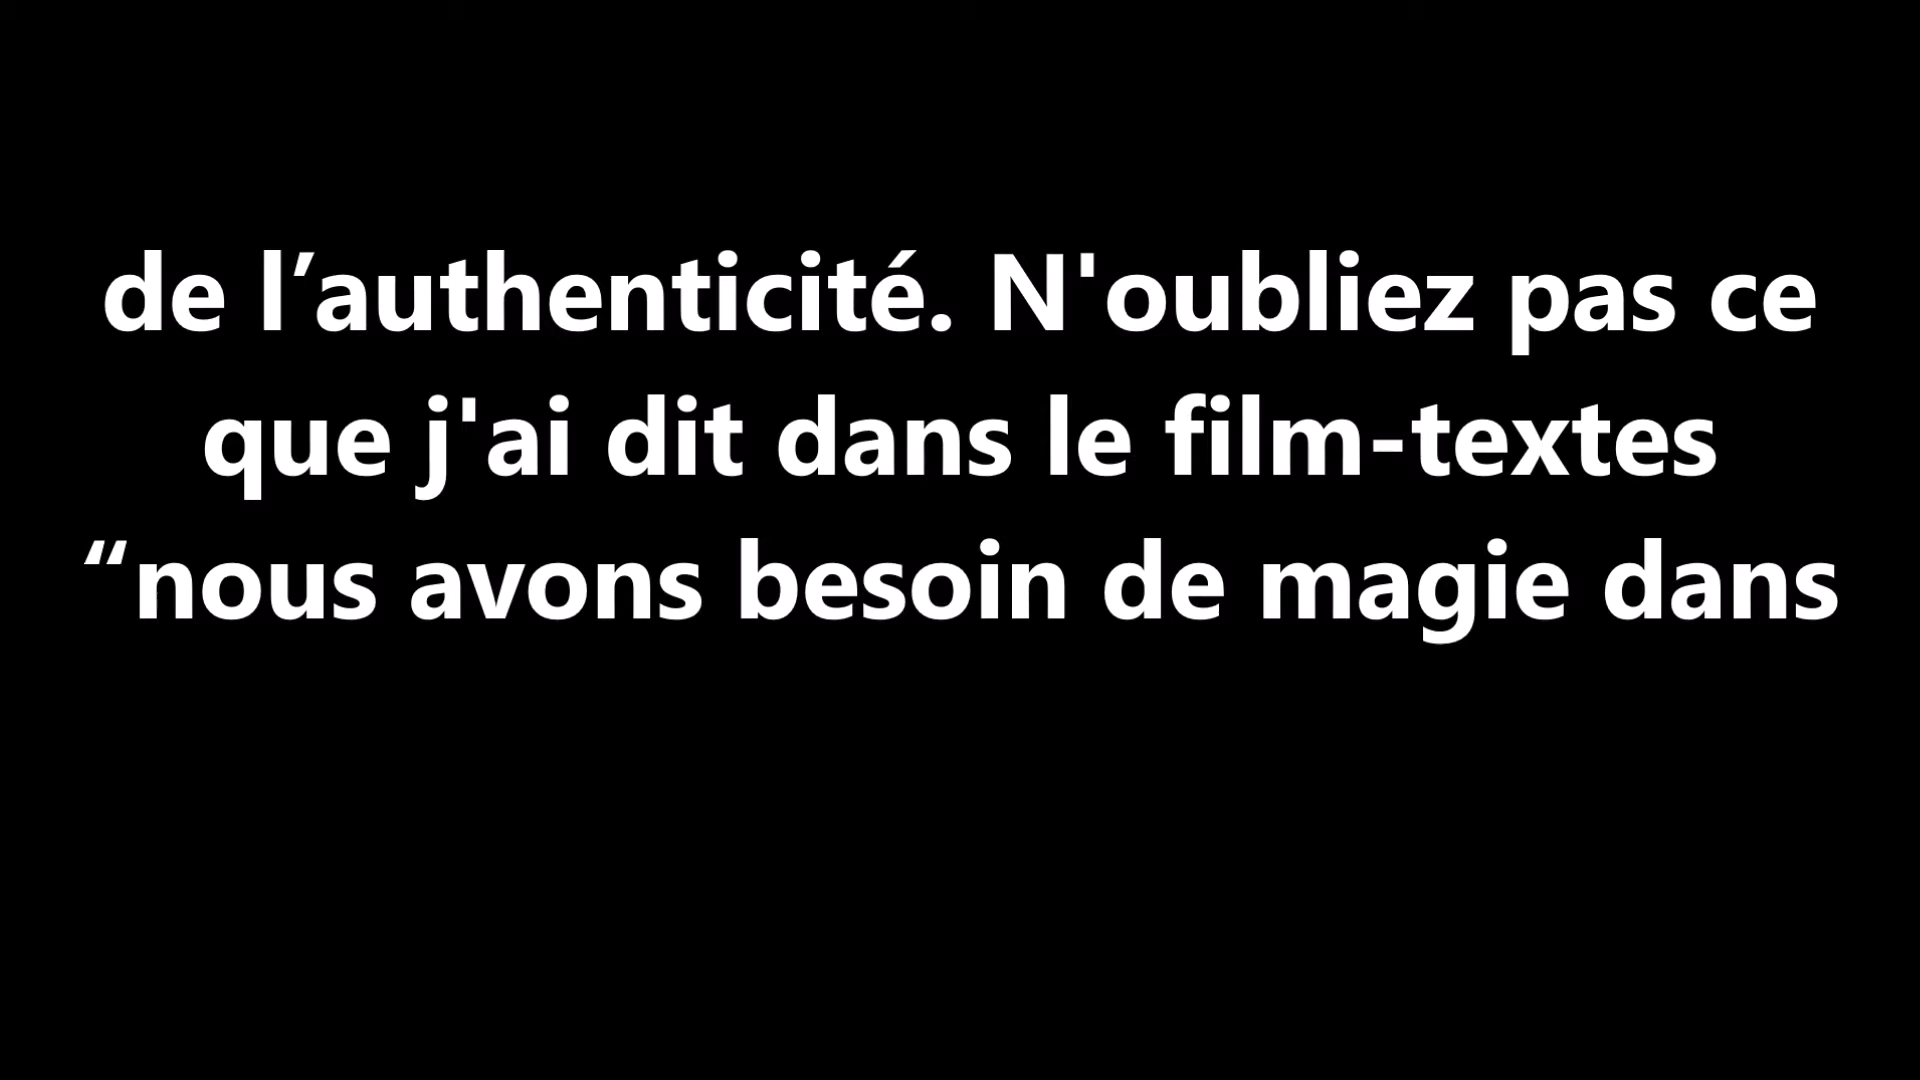 de l’authenticité. N'oubliez pas ce
que j'ai dit dans le film-textes
“nous avons besoin de magie dans